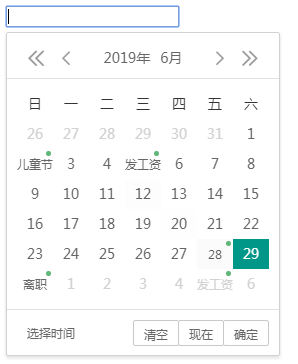 2019年 6月
日 一 二 三 四 五 六
26 27 28 29 30 31 1
儿童节 3 4 发工资 6 7 8
9 10 11 12 13 14 15
16 17 18 19 20 21 22
23 24 25 26 27 28 29
离职 1 2 3 4 发工资 6
选择时间 清空 现在 确定